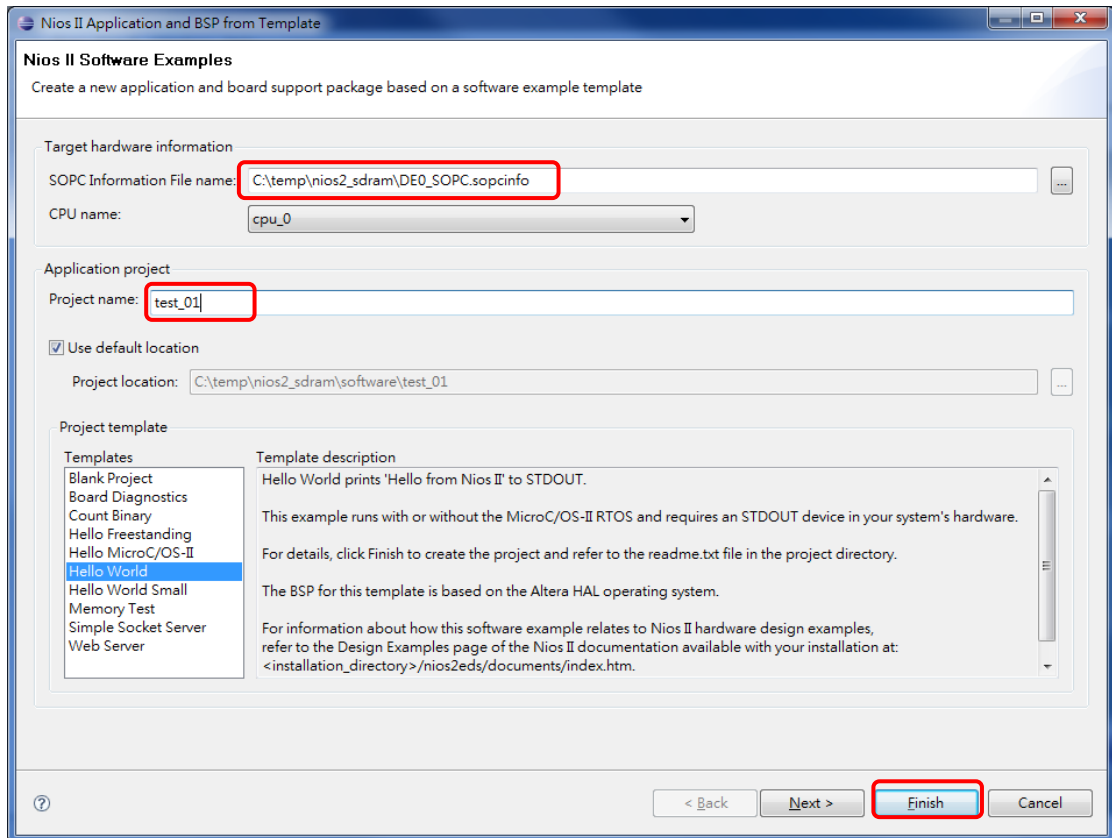 Nios II Application and BSP from Template
Nios II Software Examples
Create a new application and board support package based on a software example template
Target hardware information
SOPC Information File name: C:\temp\nios2_sdram\DE0_SOPC.sopcinfo ...
CPU name: cpu_0
Application project
Project name: test_01
Use default location
Project location: C:\temp\nios2_sdram\software\test_01 ...
Project template
Templates
Blank Project
Board Diagnostics
Count Binary
Hello Freestanding
Hello MicroC/OS-II
Hello World
Hello World Small
Memory Test
Simple Socket Server
Web Server
Template description
Hello World prints 'Hello from Nios II' to STDOUT.
This example runs with or without the MicroC/OS-II RTOS and requires an STDOUT device in your system's hardware.
For details, click Finish to create the project and refer to the readme.txt file in the project directory.
The BSP for this template is based on the Altera HAL operating system.
For information about how this software example relates to Nios II hardware design examples,
refer to the Design Examples page of the Nios II documentation available with your installation at:
<installation_directory>/nios2eds/documents/index.htm.
? < Back Next > Finish Cancel